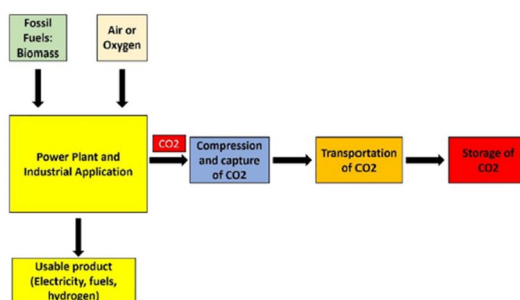 Fossil
Fuels:
Biomass
Air or
Oxygen
Power Plant and
Industrial Application
CO2
Compression
and capture
of CO2
Transportation
of CO2
Storage of
CO2
Usable product
(Electricity, fuels,
hydrogen)